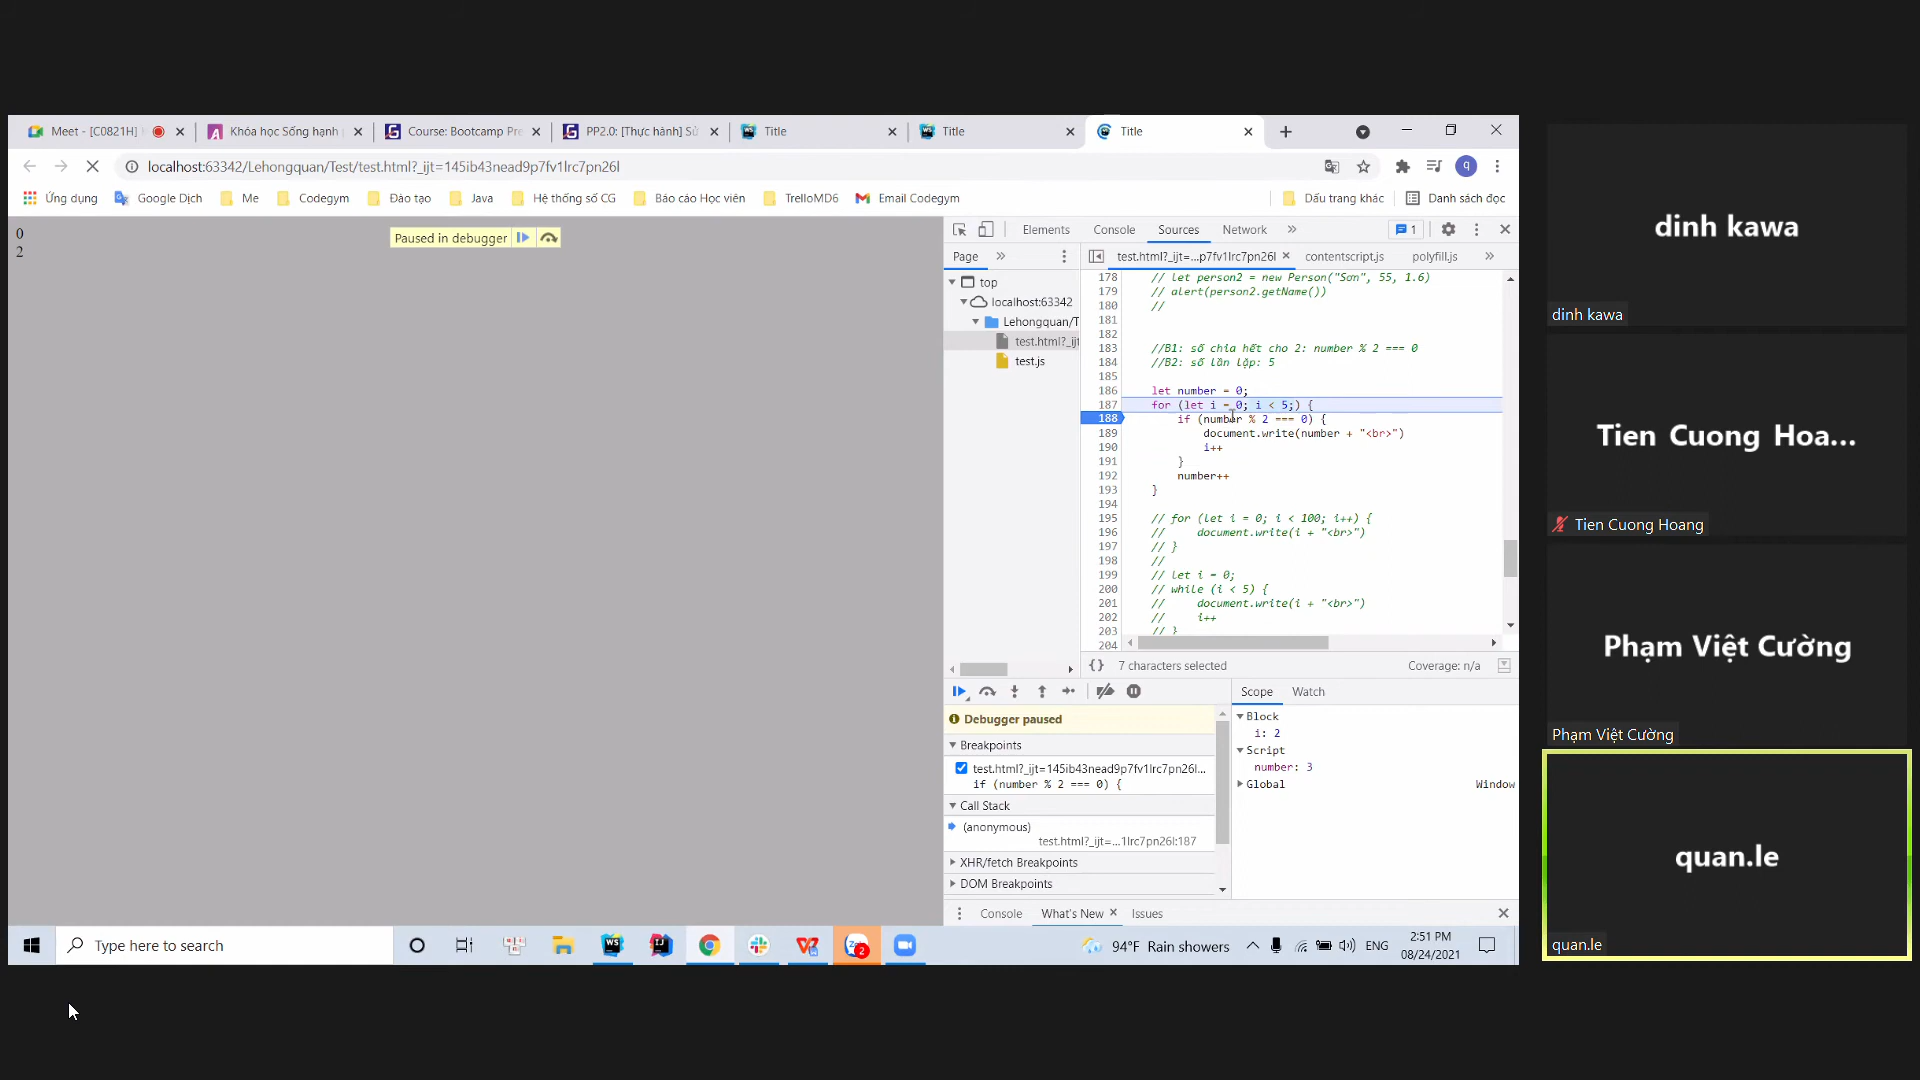 Meet - [C0821H]
Khóa học Sống hạnh
Course: Bootcamp Pre
PP2.0: [Thực hành] Sử
Title
Title
Title
localhost:63342/Lehongquan/Test/test.html?_ijt=145ib43nead9p7fv1lrc7pn26l
q
Ứng dụng
Google Dịch
Me
Codegym
Đào tạo
Java
Hệ thống số CG
Báo cáo Học viên
TrelloMD6
Email Codegym
Dấu trang khác
Danh sách đọc
0
2
Paused in debugger
Elements Console Sources Network
1
Page
test.html?_ijt=...p7fv1lrc7pn26l
contentscript.js
polyfill.js
top
localhost:63342
Lehongquan/T
test.html?_ijt
test.js
178 // let person2 = new Person("Sơn", 55, 1.6)
179 // alert(person2.getName())
180 //
181
182
183 //B1: số chia hết cho 2: number % 2 === 0
184 //B2: số lần lặp: 5
185
186 let number = 0;
187 for (let i = 0; i < 5;) {
188 if (number % 2 === 0) {
189 document.write(number + "<br>")
190 i++
191 }
192 number++
193 }
194
195 // for (let i = 0; i < 100; i++) {
196 // document.write(i + "<br>")
197 // }
198 //
199 // let i = 0;
200 // while (i < 5) {
201 // document.write(i + "<br>")
202 // i++
203 // }
204
{} 7 characters selected
Coverage: n/a
Debugger paused
Breakpoints
test.html?_ijt=145ib43nead9p7fv1lrc7pn26l...
if (number % 2 === 0) {
Call Stack
(anonymous)
test.html?_ijt=...1lrc7pn26l:187
XHR/fetch Breakpoints
DOM Breakpoints
Scope Watch
Block
i: 2
Script
number: 3
Global Window
Console What's New Issues
Type here to search
2
94°F Rain showers
ENG
2:51 PM
08/24/2021
dinh kawa
dinh kawa
Tien Cuong Hoa...
Tien Cuong Hoang
Phạm Việt Cường
Phạm Việt Cường
quan.le
quan.le